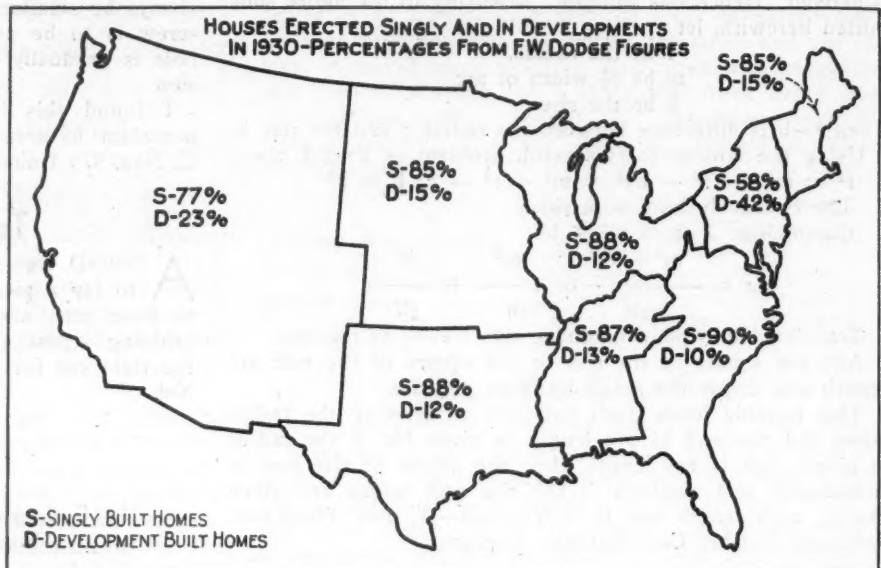 HOUSES ERECTED SINGLY AND IN DEVELOPMENTS
IN 1930-PERCENTAGES FROM F.W. DODGE FIGURES
S-85%
D-15%
S-77%
D-23%
S-85%
D-15%
S-58%
D-42%
S-88%
D-12%
S-87%
D-13%
S-90%
D-10%
S-88%
D-12%
S-SINGLY BUILT HOMES
D-DEVELOPMENT BUILT HOMES